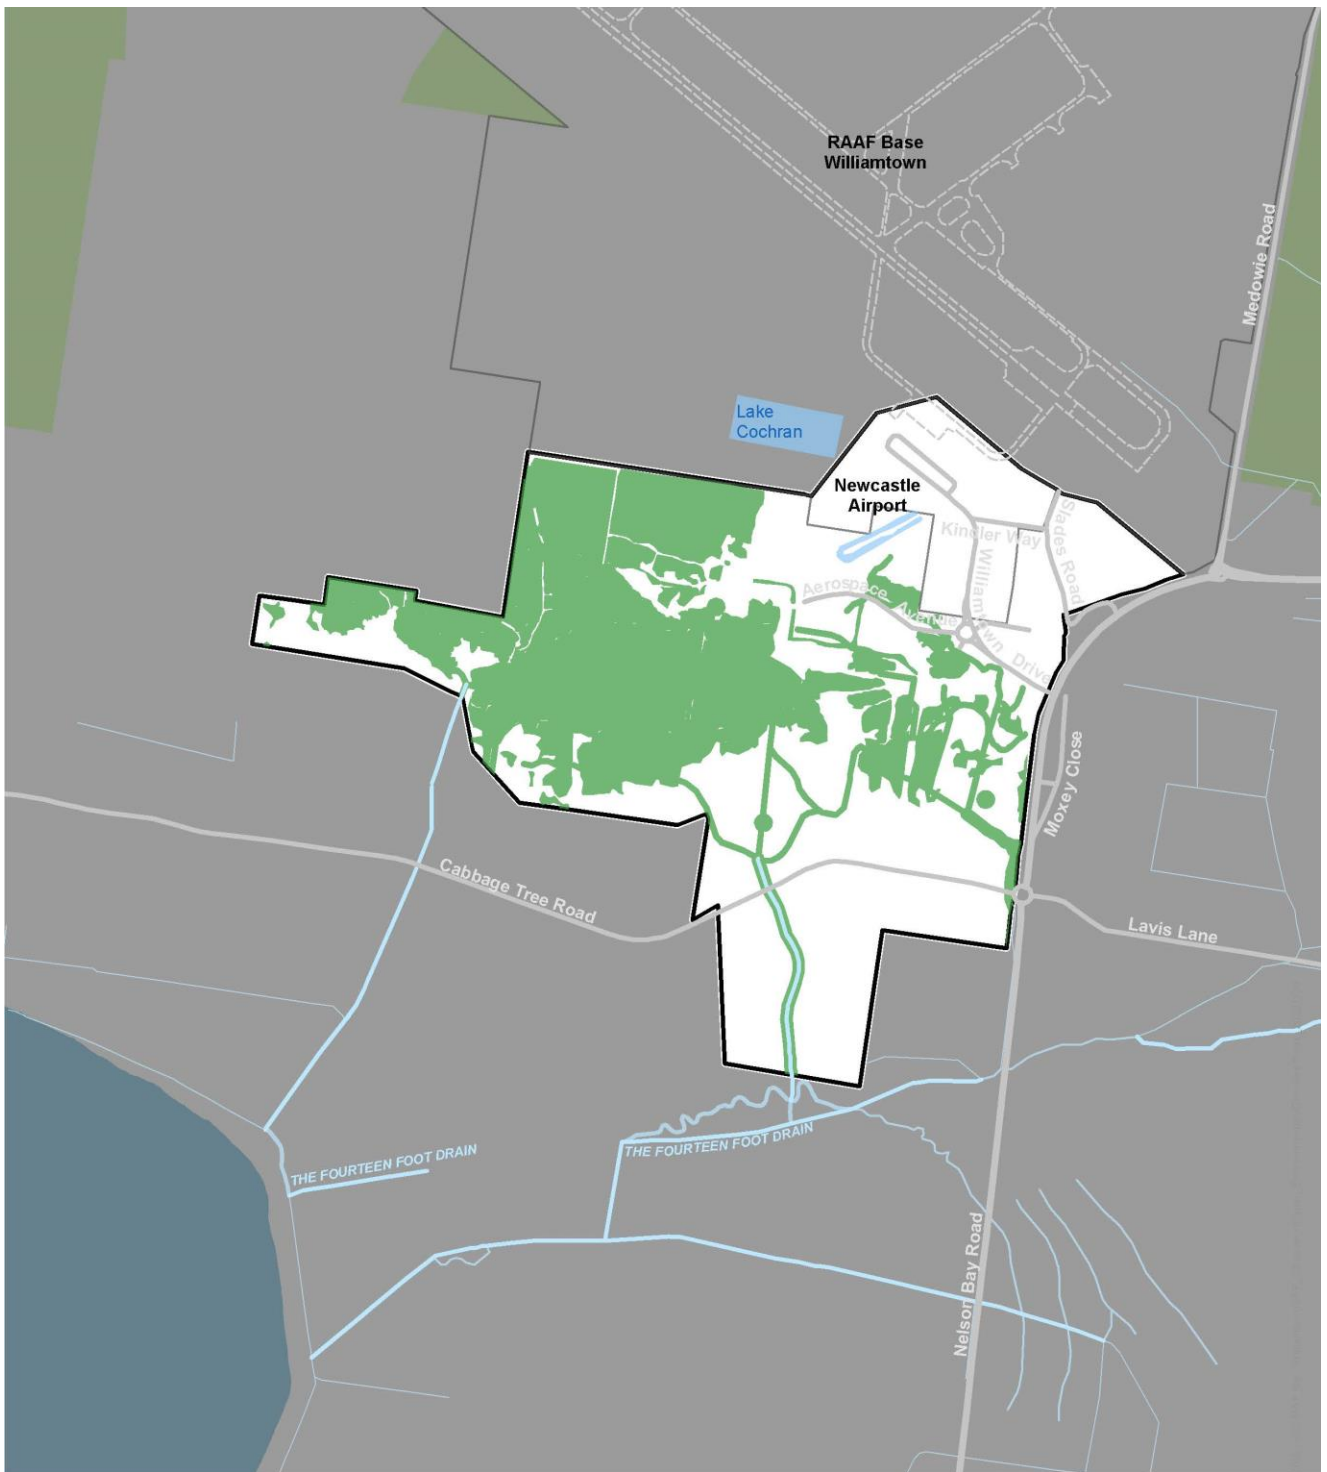 RAAF Base
Williamtown
Medowie Road
Lake
Cochran
Newcastle
Airport
Kindler Way
Slades Road
Williamtown Drive
Aerospace Avenue
Moxey Close
Cabbage Tree Road
Lavis Lane
THE FOURTEEN FOOT DRAIN
THE FOURTEEN FOOT DRAIN
Nelson Bay Road